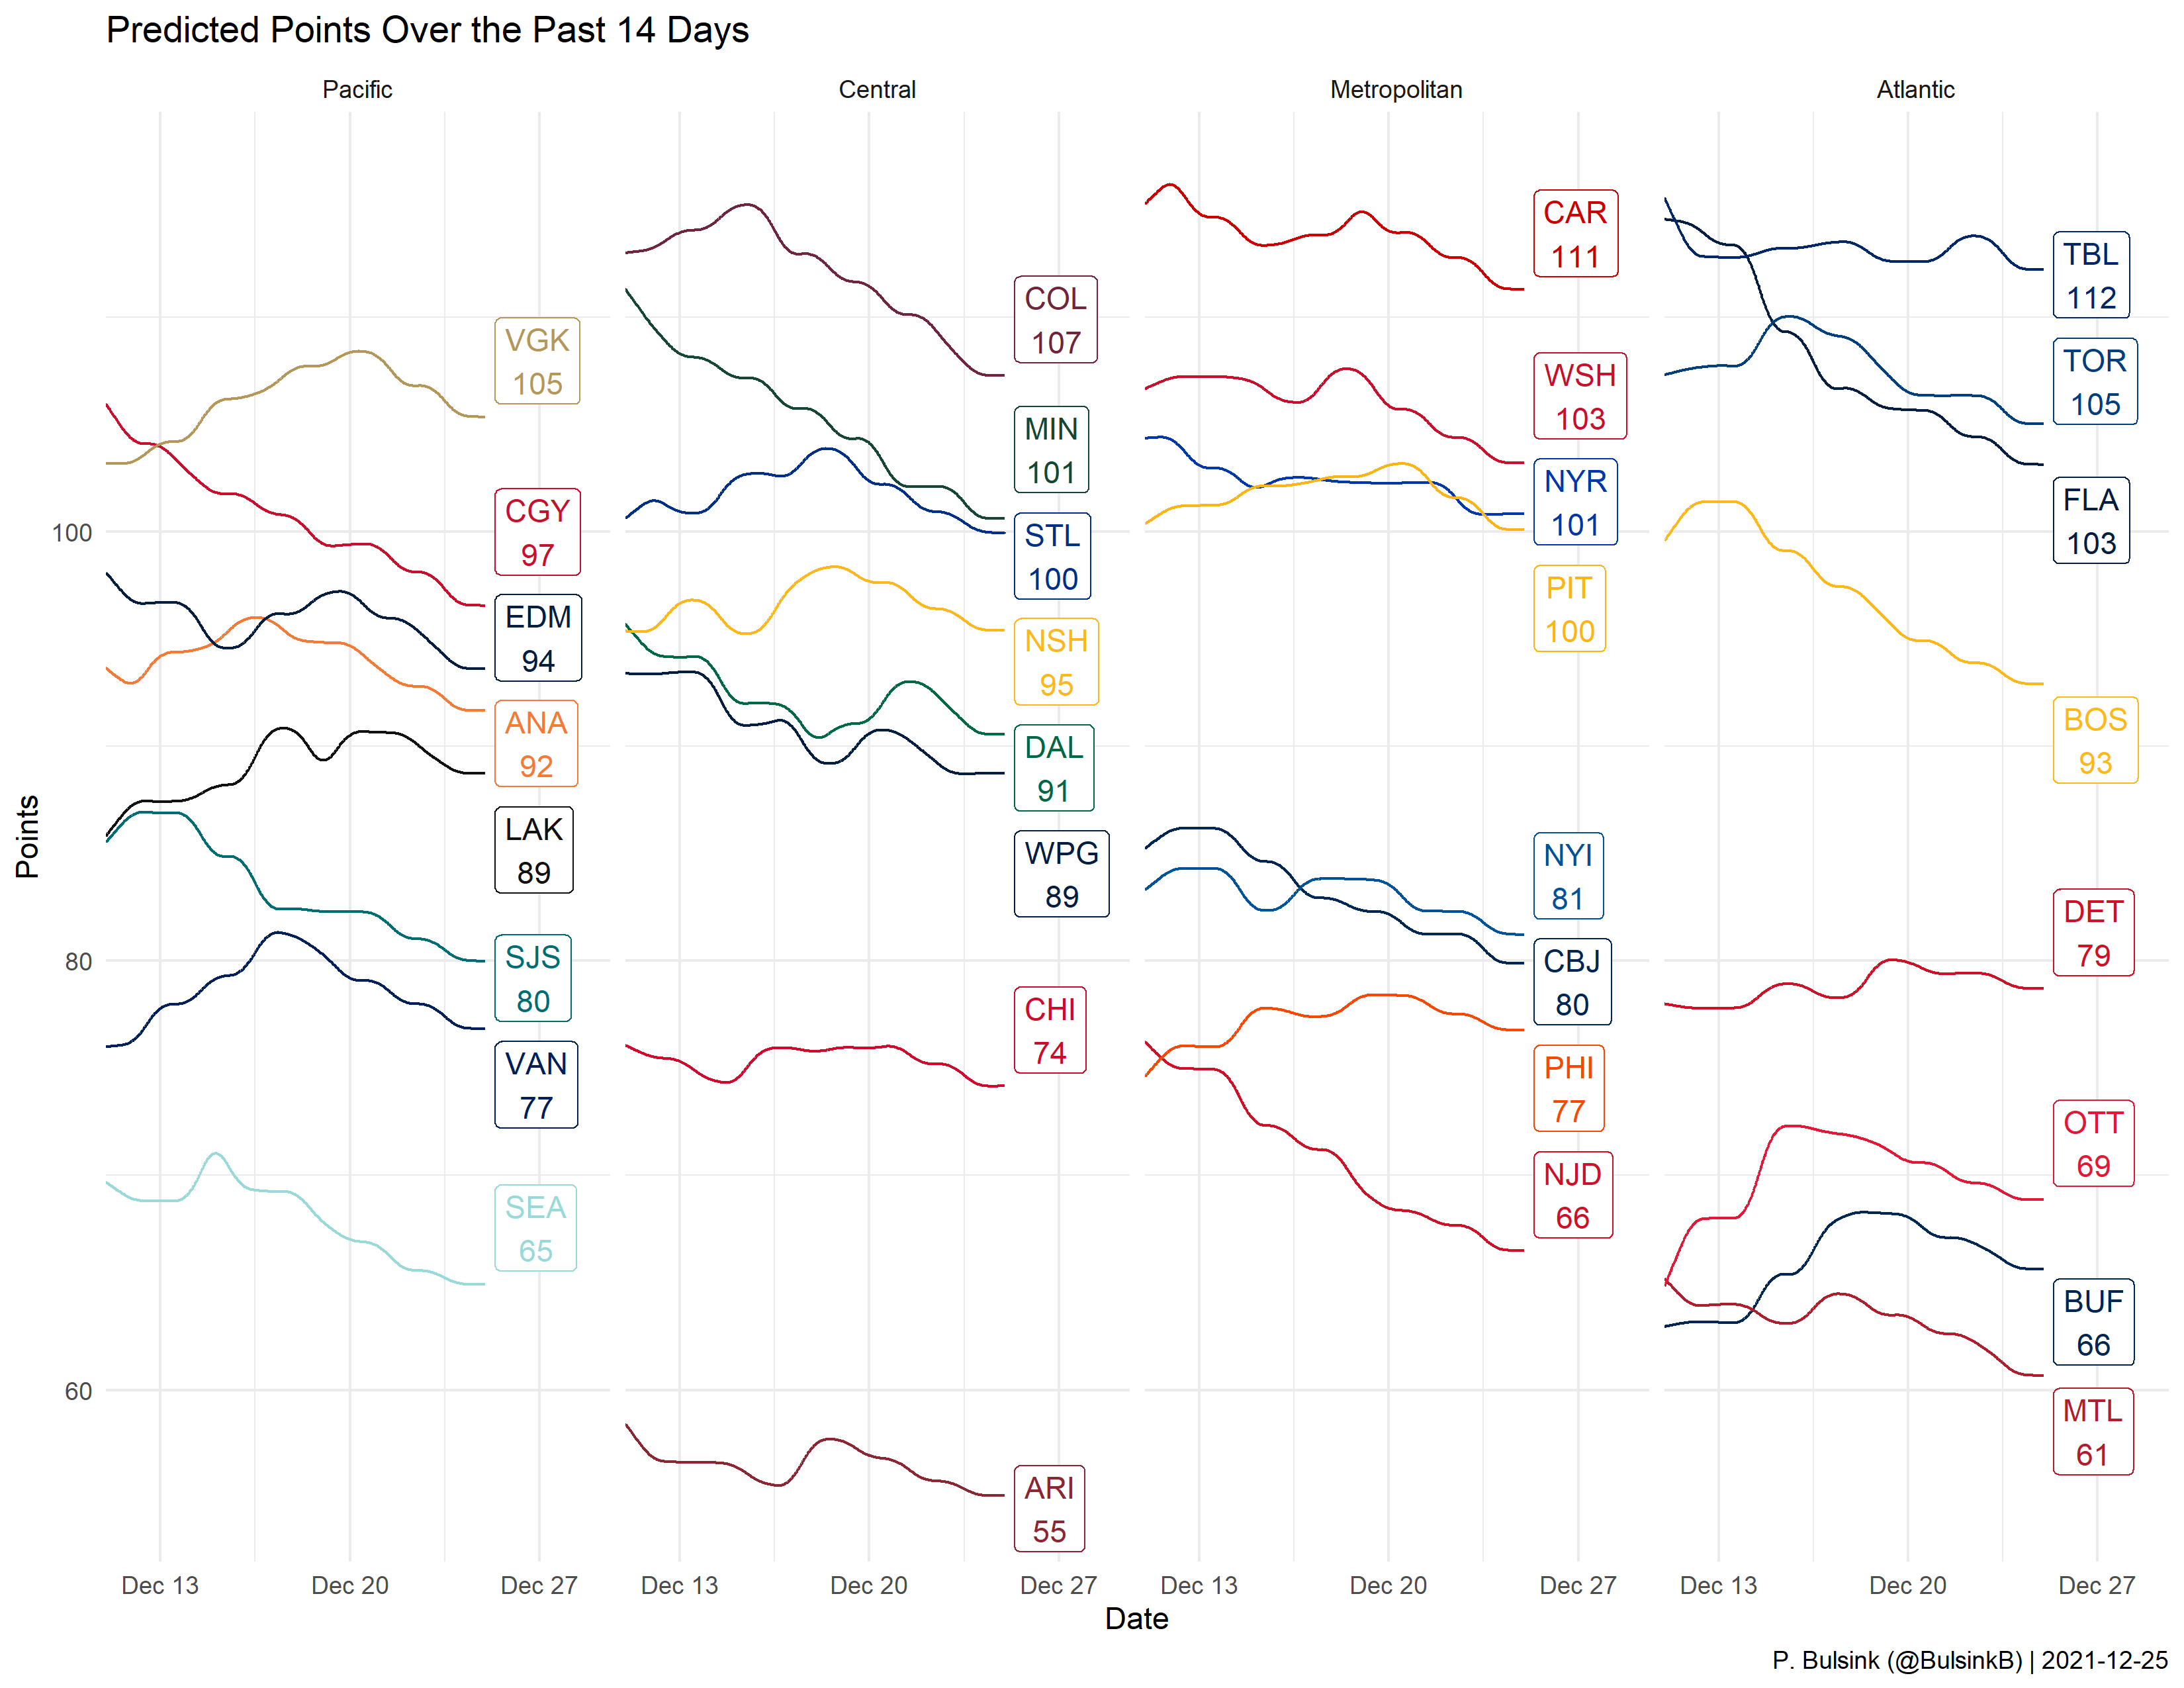 Predicted Points Over the Past 14 Days
Pacific
Central
Metropolitan
Atlantic
Points
100
80
60
VGK
105
CGY
97
EDM
94
ANA
92
LAK
89
SJS
80
VAN
77
SEA
65
COL
107
MIN
101
STL
100
NSH
95
DAL
91
WPG
89
CHI
74
ARI
55
CAR
111
WSH
103
NYR
101
PIT
100
NYI
81
CBJ
80
PHI
77
NJD
66
TBL
112
TOR
105
FLA
103
BOS
93
DET
79
OTT
69
BUF
66
MTL
61
Dec 13 Dec 20 Dec 27
Dec 13 Dec 20 Dec 27
Dec 13 Dec 20 Dec 27
Dec 13 Dec 20 Dec 27
Date
P. Bulsink (@BulsinkB) | 2021-12-25